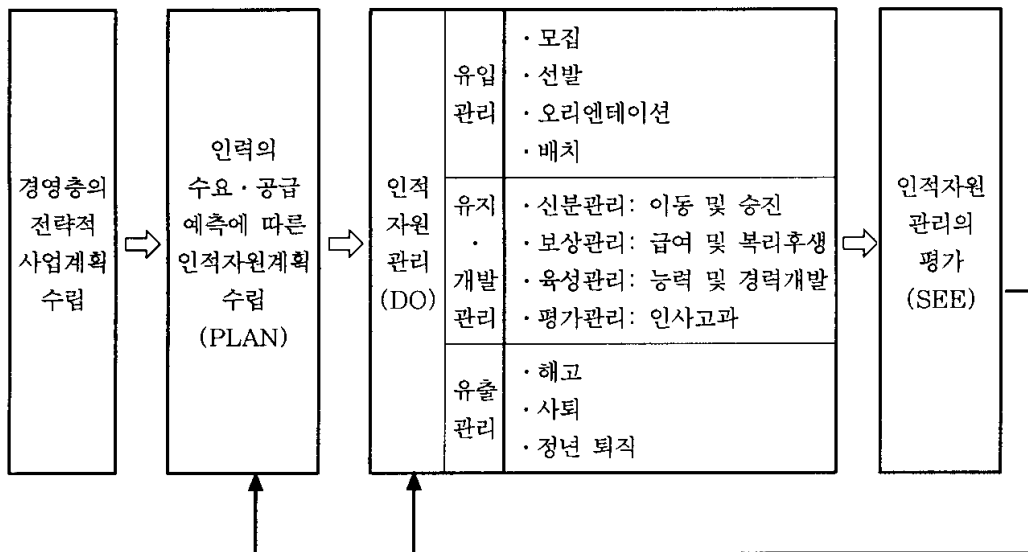 경영층의
전략적
사업계획
수립
인력의
수요·공급
예측에 따른
인적자원계획
수립
(PLAN)
인적
자원
관리
(DO)
유입
관리
·모집
·선발
·오리엔테이션
·배치
유지
·
개발
관리
·신분관리: 이동 및 승진
·보상관리: 급여 및 복리후생
·육성관리: 능력 및 경력개발
·평가관리: 인사고과
유출
관리
·해고
·사퇴
·정년 퇴직
인적자원
관리의
평가
(SEE)